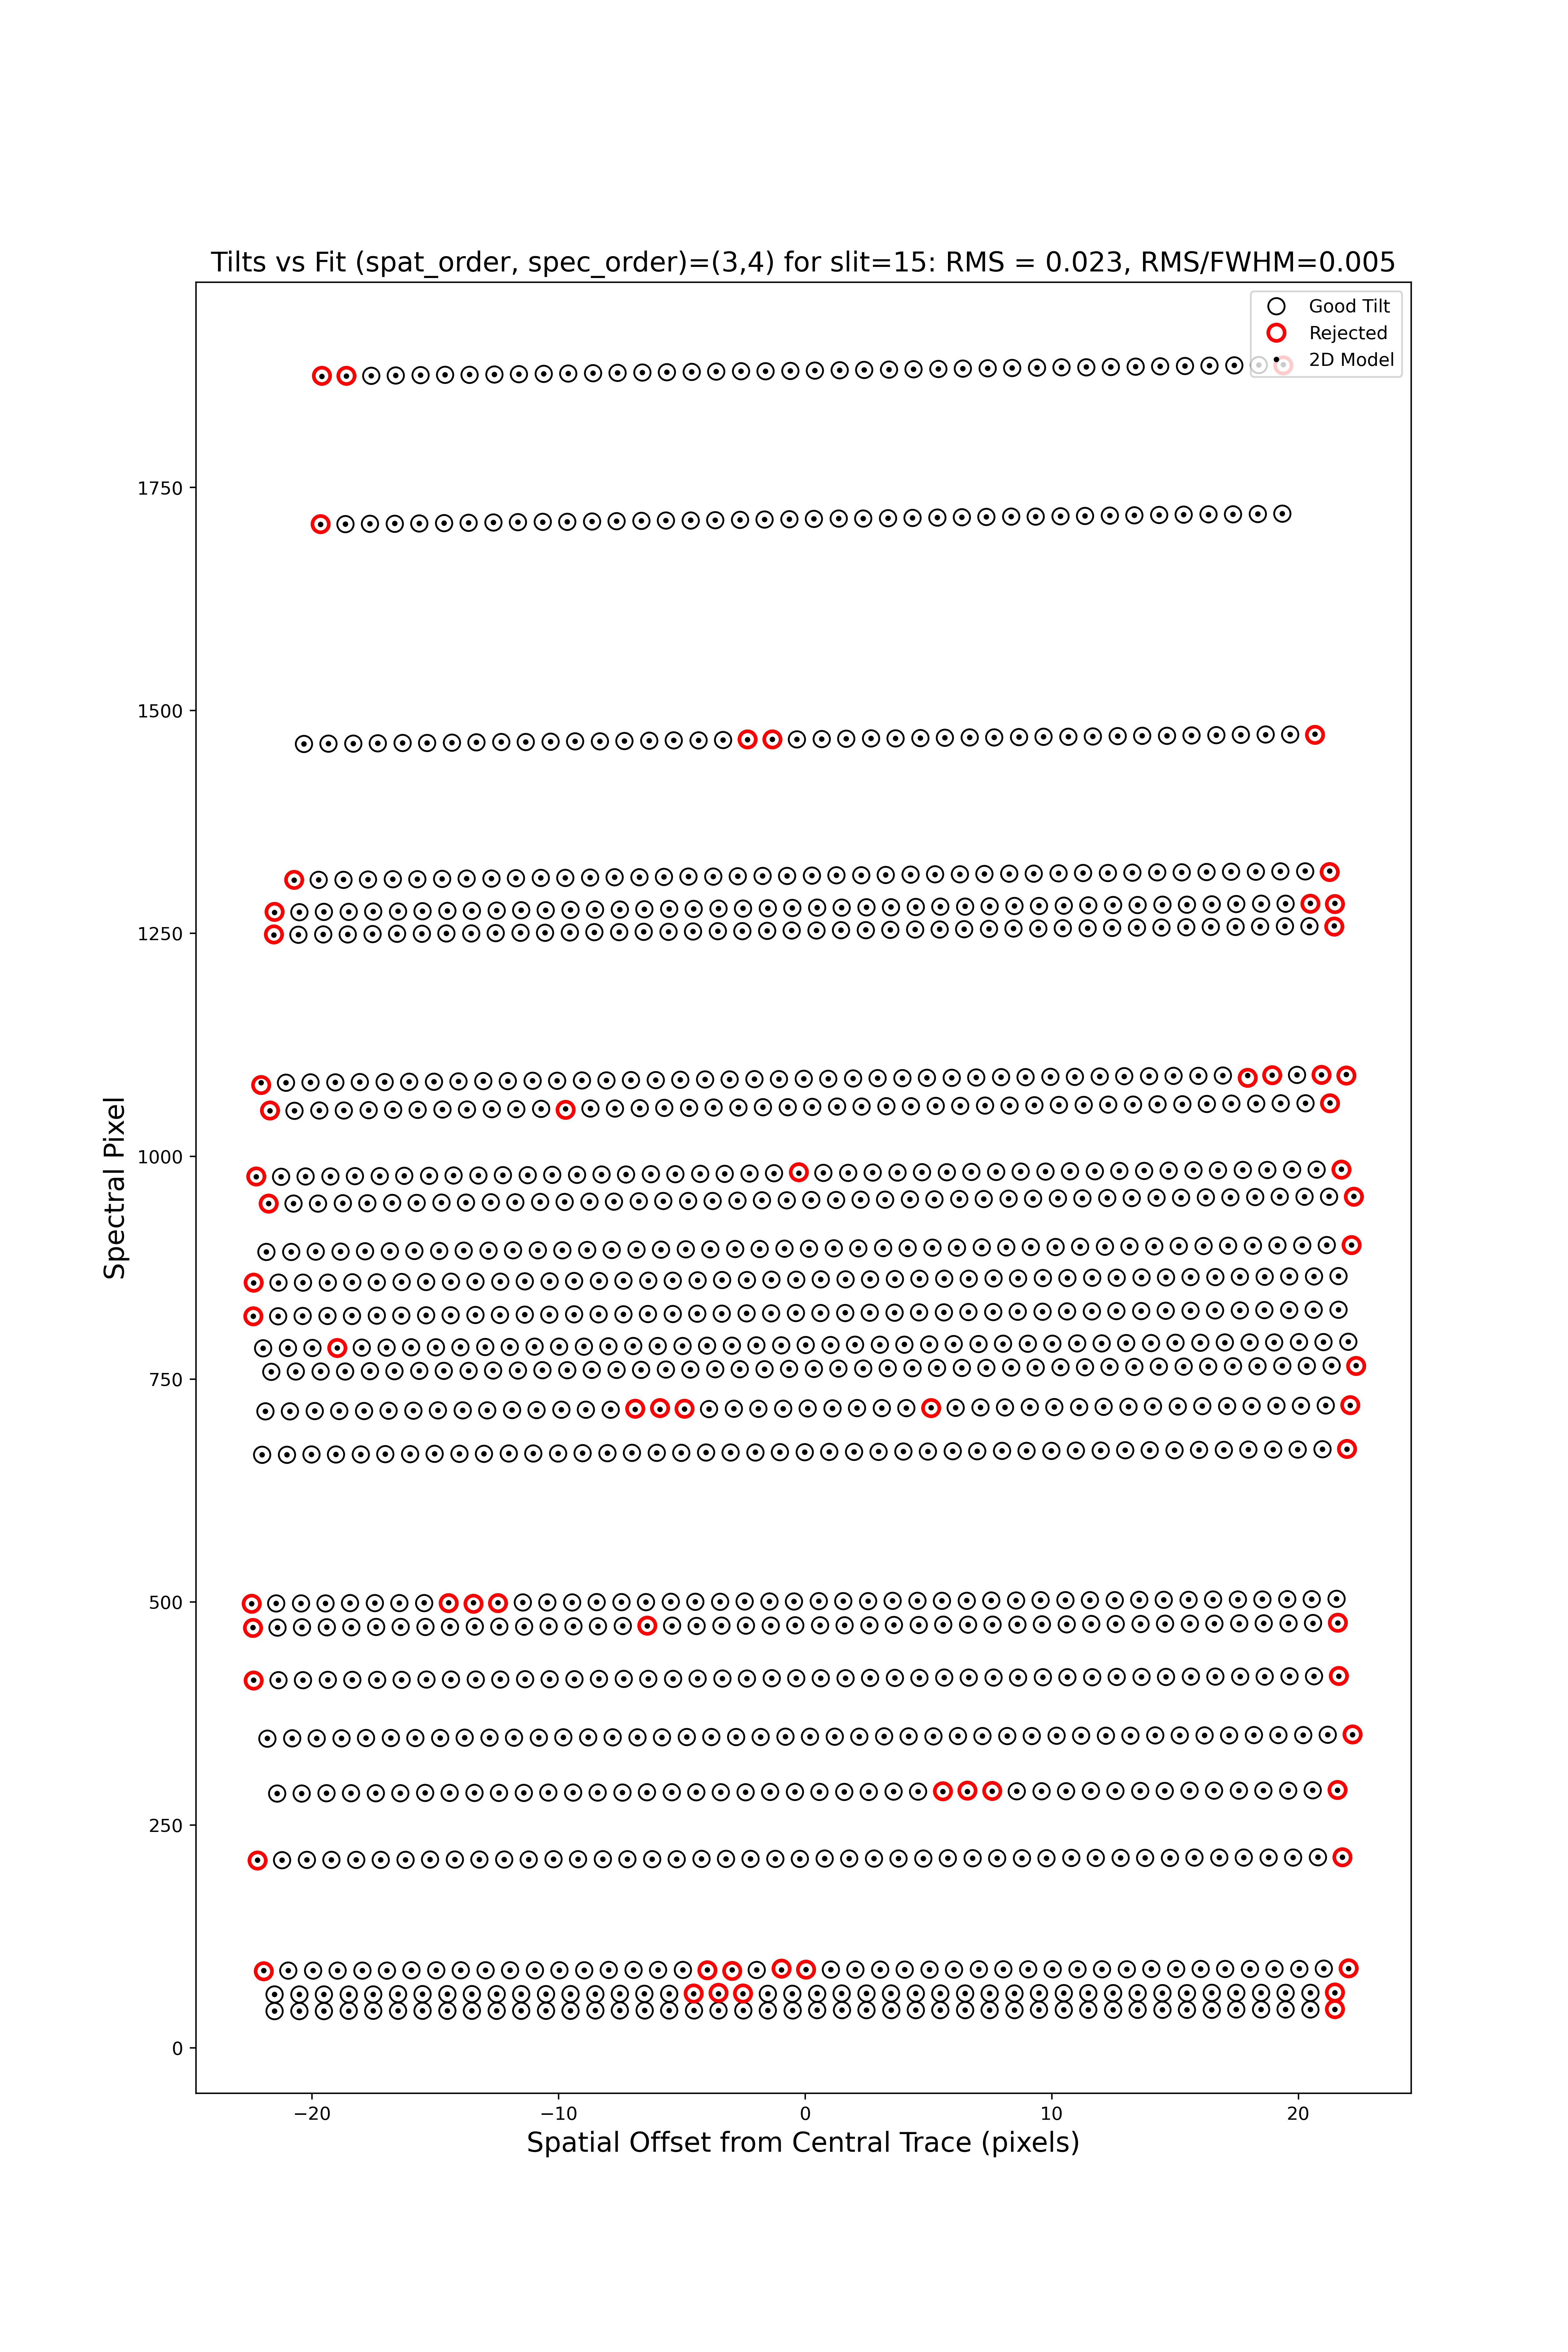 Tilts vs Fit (spat_order, spec_order)=(3,4) for slit=15: RMS = 0.023, RMS/FWHM=0.005
Good Tilt
Rejected
2D Model
1750
1500
1250
1000
750
500
250
0
Spectral Pixel
−20 −10 0 10 20
Spatial Offset from Central Trace (pixels)